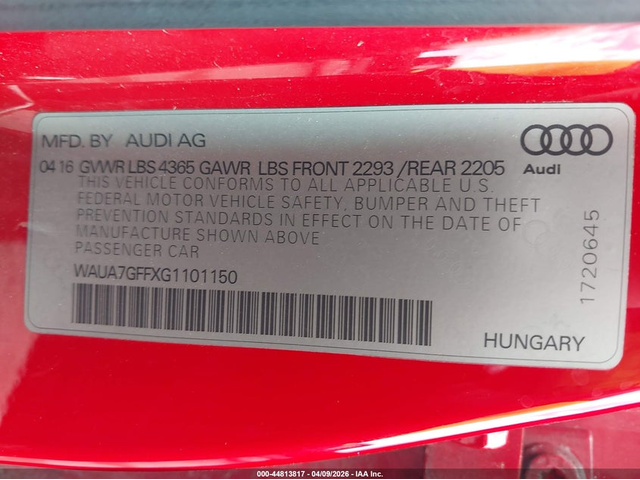 MFD. BY AUDI AG
04 16 GVWR LBS 4365 GAWR LBS FRONT 2293 /REAR 2205
THIS VEHICLE CONFORMS TO ALL APPLICABLE U.S.
FEDERAL MOTOR VEHICLE SAFETY, BUMPER AND THEFT
PREVENTION STANDARDS IN EFFECT ON THE DATE OF
MANUFACTURE SHOWN ABOVE
PASSENGER CAR
WAUA7GFFXG1101150
Audi
1720645
HUNGARY
000-44813817 | 04/09/2026 | IAA Inc.